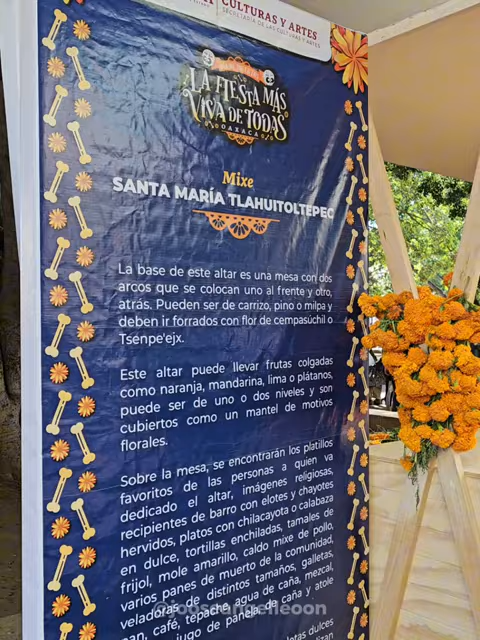 CULTURAS Y ARTES
SECRETARÍA DE LAS CULTURAS Y ARTES
LA FIESTA MÁS
VIVA DE TODAS
OAXACA
Mixe
SANTA MARÍA TLAHUITOLTEPEC
La base de este altar es una mesa con dos
arcos que se colocan uno al frente y otro,
atrás. Pueden ser de carrizo, pino o milpa y
deben ir forrados con flor de cempasúchil o
Tsenpe'ejx.
Este altar puede llevar frutas colgadas
como naranja, mandarina, lima o plátanos,
puede ser de uno o dos niveles y son
cubiertos como un mantel de motivos
florales.
Sobre la mesa, se encontrarán los platillos
favoritos de las personas a quien va
dedicado el altar, imágenes religiosas,
recipientes de barro con elotes y chayotes
hervidos, platos con chilacayota o calabaza
en dulce, tortillas enchiladas, tamales de
frijol, mole amarillo, caldo mixe de pollo,
varios panes de muerto de la comunidad,
veladoras de distintos tamaños, galletas,
pan, café, tepache, agua de caña, mezcal,
jugo de panela de caña y atole
dulces